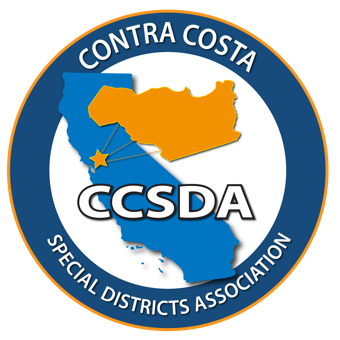 CONTRA COSTA
CCSDA
SPECIAL DISTRICTS ASSOCIATION